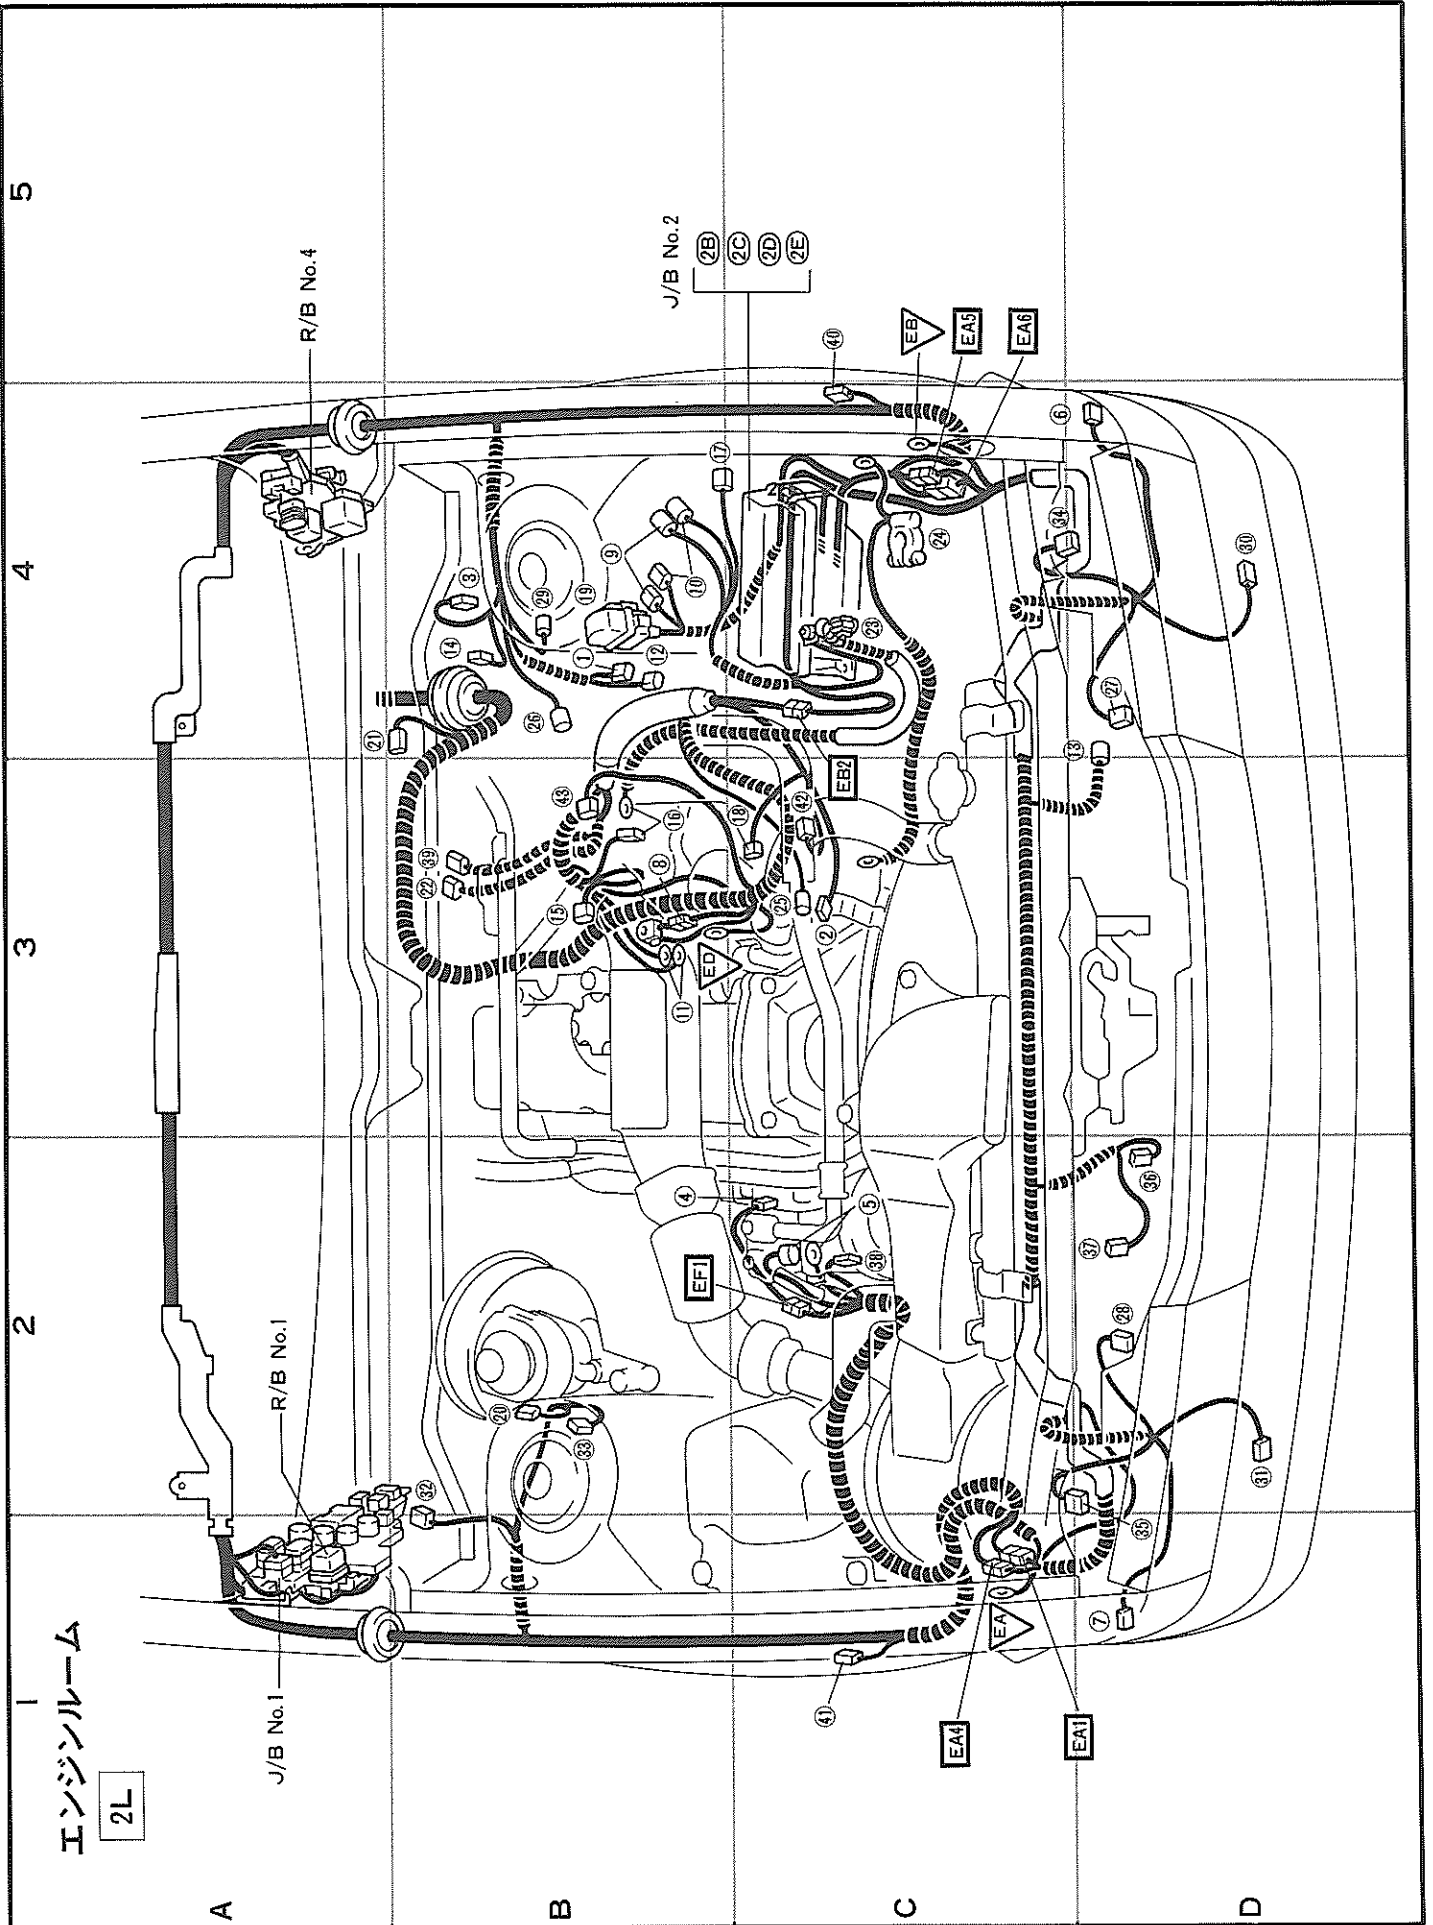 エンジンルーム
2L
1
2
3
4
5
A
B
C
D
J/B No.1
R/B No.1
R/B No.4
J/B No.2
2B
2C
2D
2E
㉑
⑭
③
㉖
㉙
⑲
①
⑫
⑨
⑩
⑰
㊴
㉒
㊸
⑯
⑮
⑧
⑪
⑱
㊷
㉕
②
ED
EB2
㉓
㉔
㊵
EB
EA5
EA6
⑥
㉞
㉚
㉗
⑬
④
⑤
㊳
EF1
⑳
㉝
㉜
㊱
㊲
㉘
㉛
㉟
⑦
EA
㊶
EA4
EA1